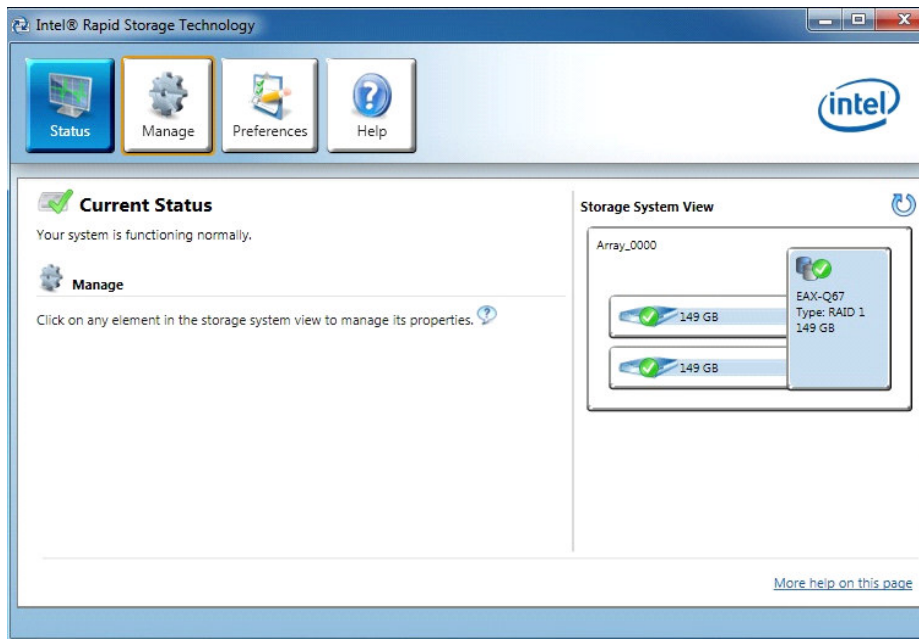 Intel® Rapid Storage Technology
Status
Manage
Preferences
Help
intel
Current Status
Your system is functioning normally.
Manage
Click on any element in the storage system view to manage its properties.
Storage System View
Array_0000
149 GB
149 GB
EAX-Q67
Type: RAID 1
149 GB
More help on this page